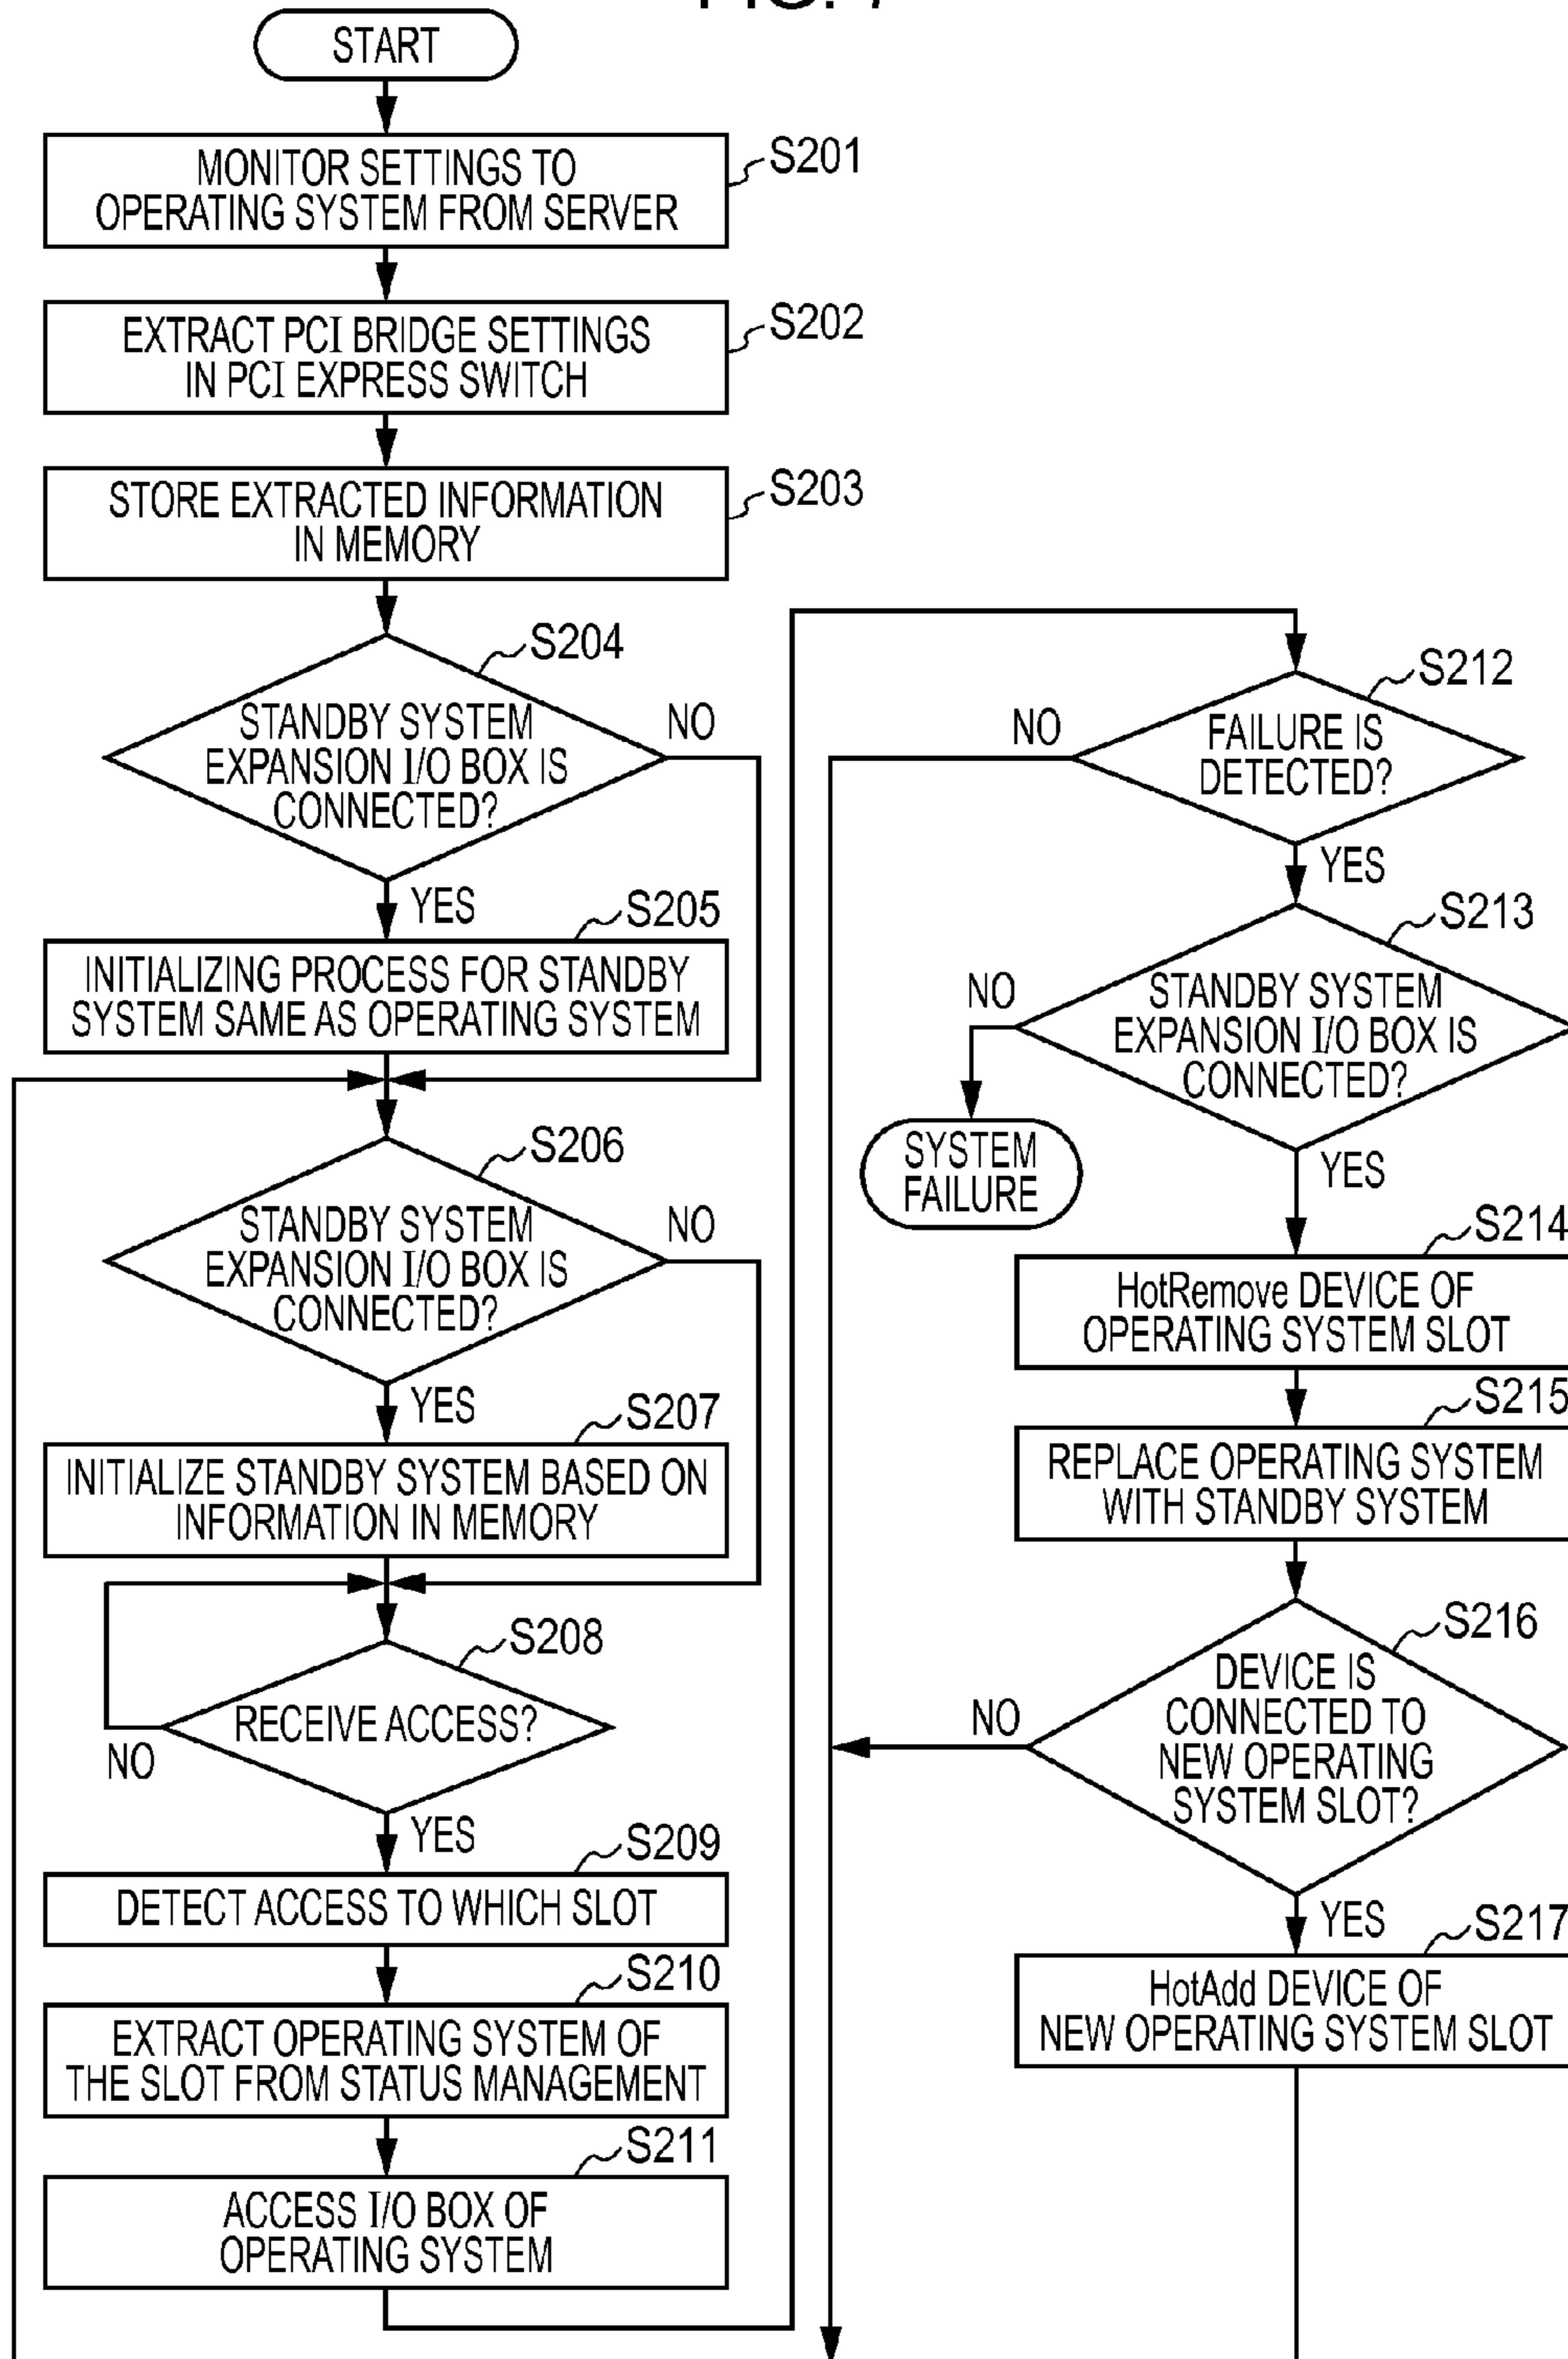 START
MONITOR SETTINGS TO
OPERATING SYSTEM FROM SERVER
S201
EXTRACT PCI BRIDGE SETTINGS
IN PCI EXPRESS SWITCH
S202
STORE EXTRACTED INFORMATION
IN MEMORY
S203
S204
STANDBY SYSTEM
EXPANSION I/O BOX IS
CONNECTED?
NO
YES
S205
INITIALIZING PROCESS FOR STANDBY
SYSTEM SAME AS OPERATING SYSTEM
S206
STANDBY SYSTEM
EXPANSION I/O BOX IS
CONNECTED?
NO
YES
S207
INITIALIZE STANDBY SYSTEM BASED ON
INFORMATION IN MEMORY
S208
RECEIVE ACCESS?
NO
YES
S209
DETECT ACCESS TO WHICH SLOT
S210
EXTRACT OPERATING SYSTEM OF
THE SLOT FROM STATUS MANAGEMENT
S211
ACCESS I/O BOX OF
OPERATING SYSTEM
S212
FAILURE IS
DETECTED?
NO
YES
S213
STANDBY SYSTEM
EXPANSION I/O BOX IS
CONNECTED?
NO
SYSTEM
FAILURE
YES
S214
HotRemove DEVICE OF
OPERATING SYSTEM SLOT
S215
REPLACE OPERATING SYSTEM
WITH STANDBY SYSTEM
S216
DEVICE IS
CONNECTED TO
NEW OPERATING
SYSTEM SLOT?
NO
YES
S217
HotAdd DEVICE OF
NEW OPERATING SYSTEM SLOT